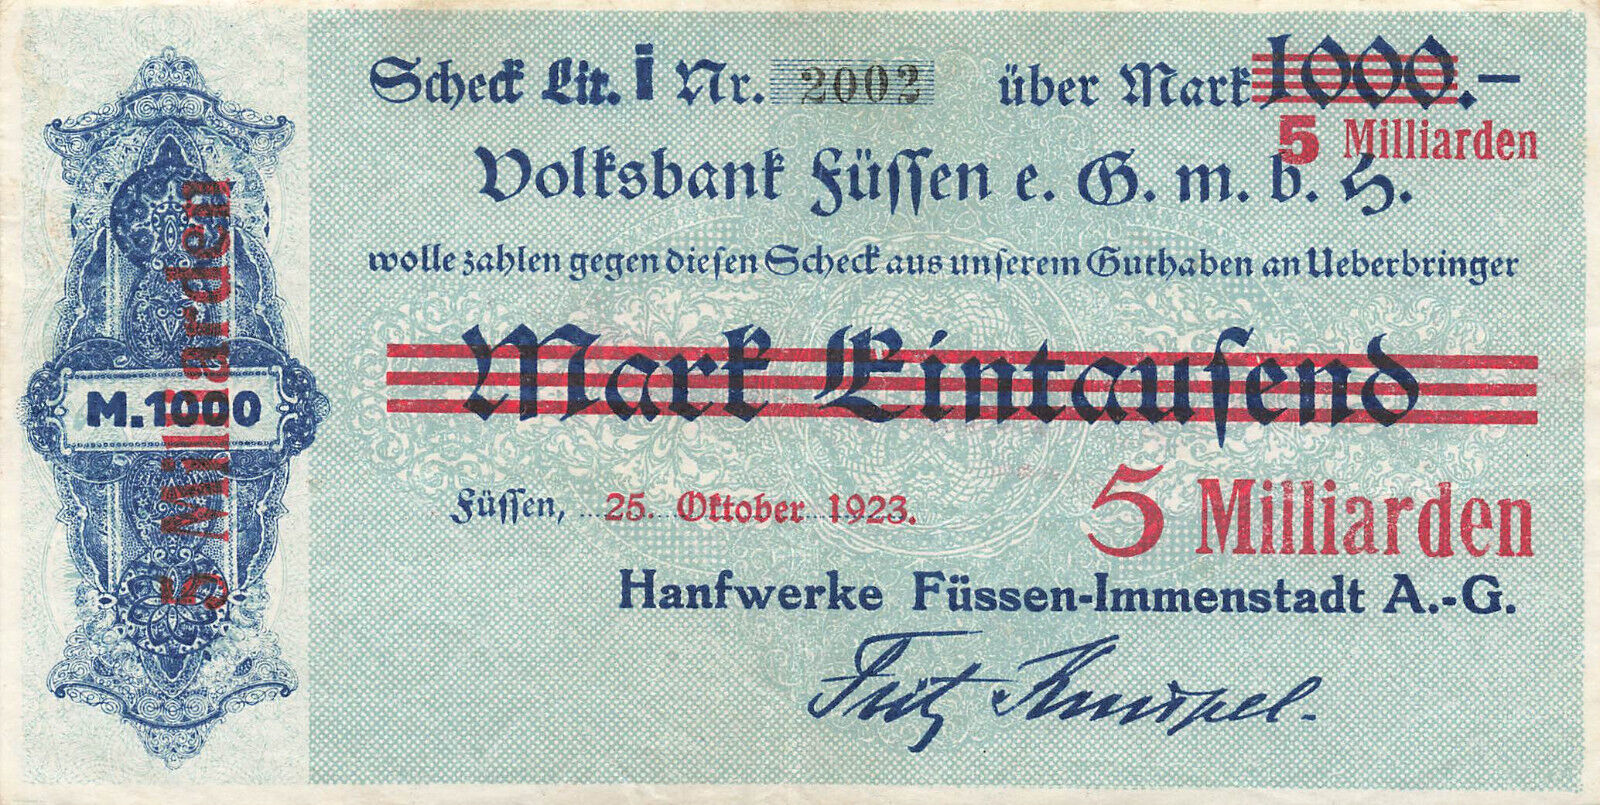 Scheck Lit. I Nr. 2002 über Mark 1000.–
5 Milliarden
Volksbank Füssen e. G. m. b. H.
wolle zahlen gegen diesen Scheck aus unserem Guthaben an Ueberbringer
Mark Eintausend
M. 1000
5 Milliarden
Füssen, 25. Oktober 1923.
5 Milliarden
Hanfwerke Füssen-Immenstadt A.-G.